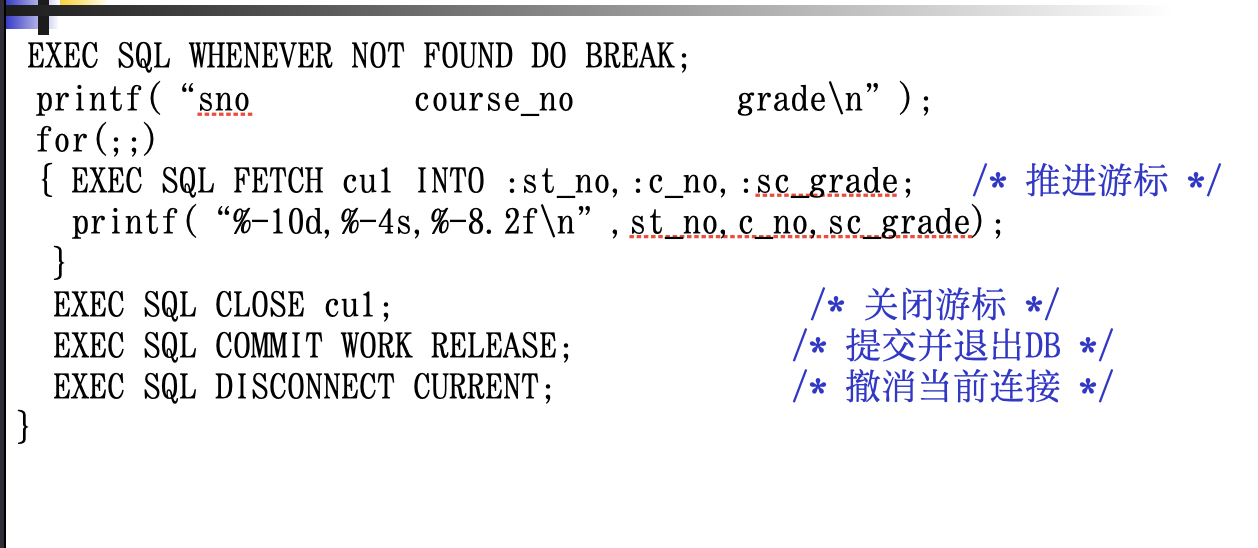 EXEC SQL WHENEVER NOT FOUND DO BREAK;
printf( “sno course_no grade\n” );
for(;;)
{ EXEC SQL FETCH cu1 INTO :st_no,:c_no,:sc_grade; /* 推进游标 */
printf( “%-10d,%-4s,%-8.2f\n” ,st_no,c_no,sc_grade);
}
EXEC SQL CLOSE cu1; /* 关闭游标 */
EXEC SQL COMMIT WORK RELEASE; /* 提交并退出DB */
EXEC SQL DISCONNECT CURRENT; /* 撤消当前连接 */
}